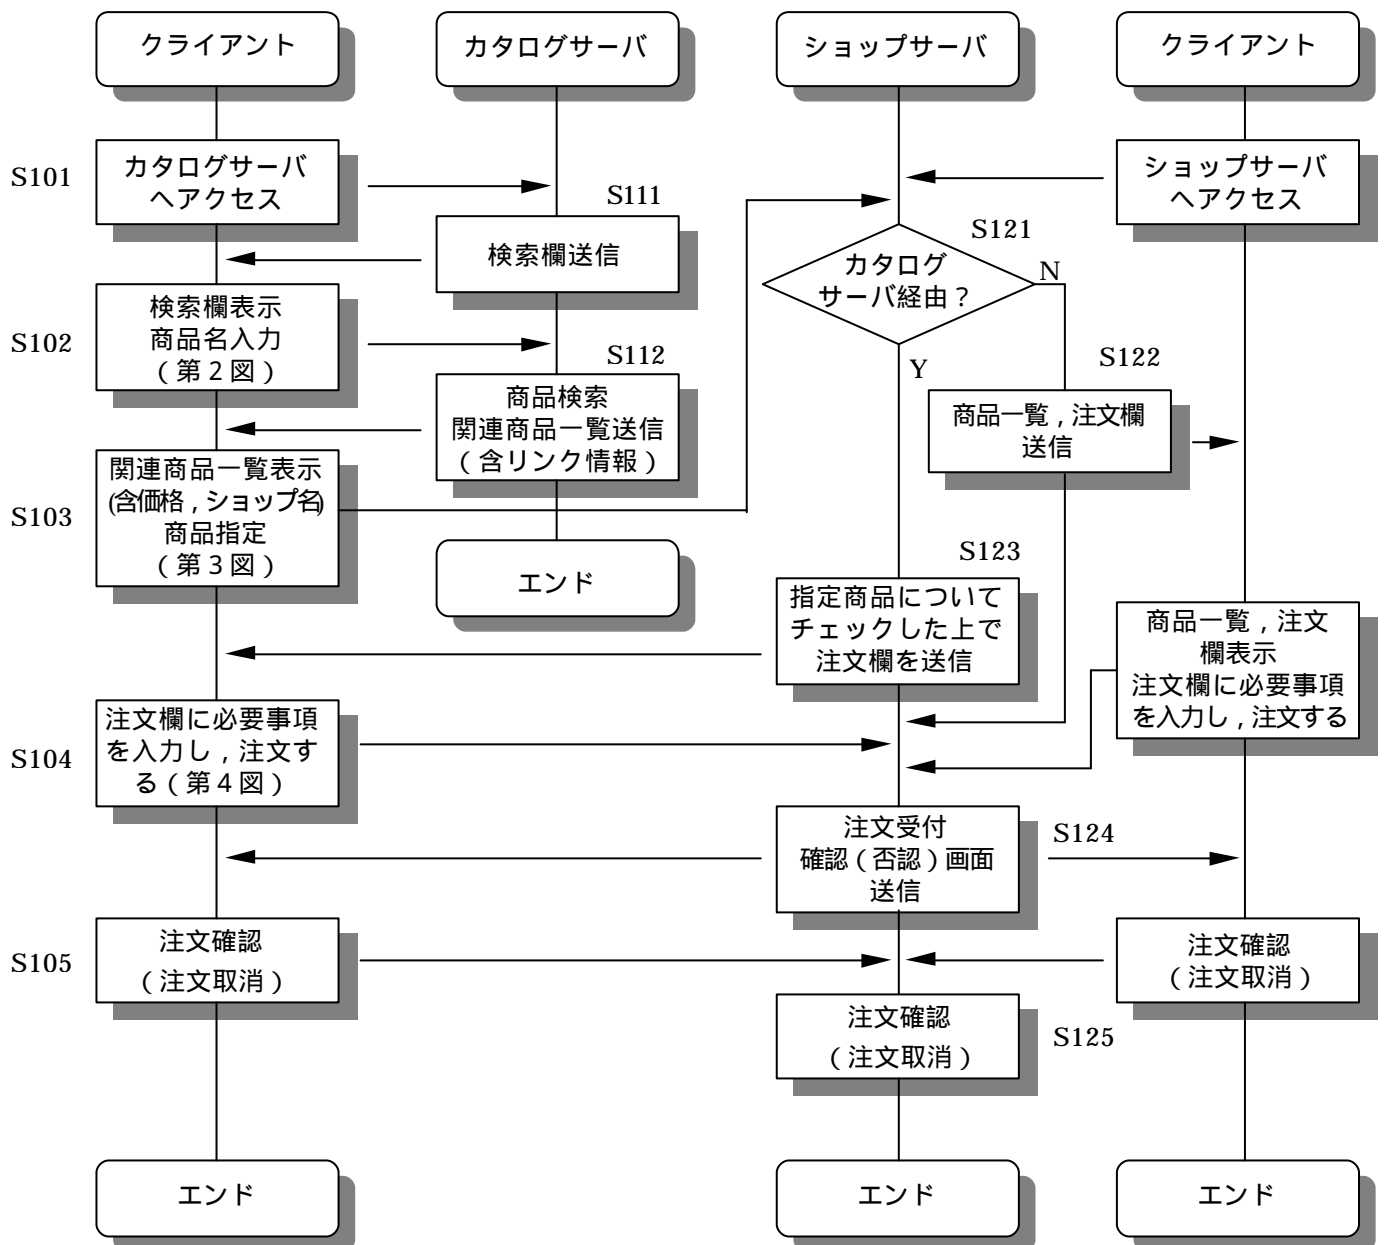 クライアント
カタログサーバ
ショップサーバ
クライアント
S101
カタログサーバ
へアクセス
ショップサーバ
へアクセス
S111
検索欄送信
S121
カタログ
サーバ経由？
N
Y
S102
検索欄表示
商品名入力
（第２図）
S112
商品検索
関連商品一覧送信
（含リンク情報）
S122
商品一覧，注文欄
送信
S103
関連商品一覧表示
(含価格，ショップ名)
商品指定
（第３図）
エンド
S123
指定商品について
チェックした上で
注文欄を送信
商品一覧，注文
欄表示
注文欄に必要事項
を入力し，注文する
S104
注文欄に必要事項
を入力し，注文す
る（第４図）
注文受付
確認（否認）画面
送信
S124
S105
注文確認
（注文取消）
注文確認
（注文取消）
注文確認
（注文取消）
S125
エンド
エンド
エンド